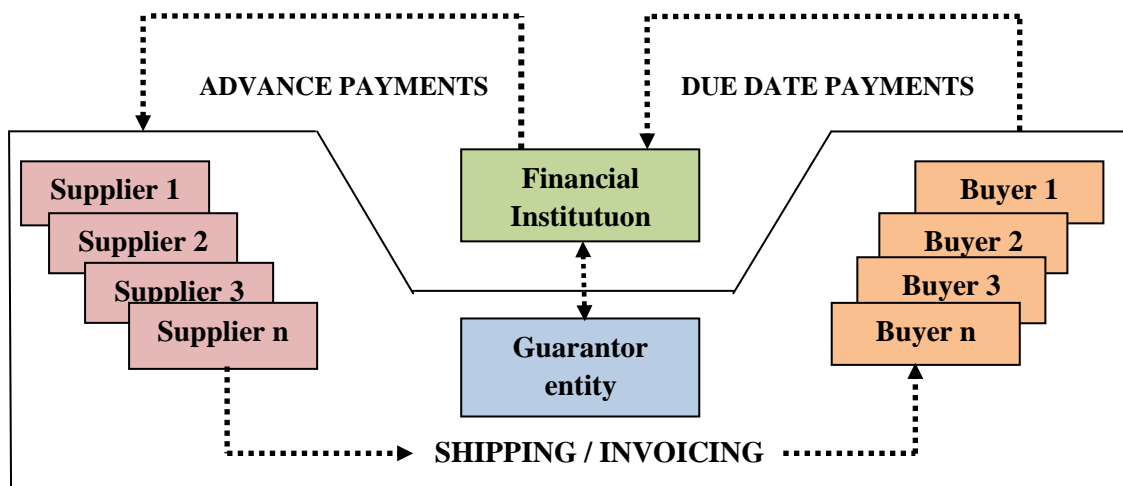 ADVANCE PAYMENTS
DUE DATE PAYMENTS
Supplier 1
Supplier 2
Supplier 3
Supplier n
Financial
Institutuon
Guarantor
entity
Buyer 1
Buyer 2
Buyer 3
Buyer n
SHIPPING / INVOICING